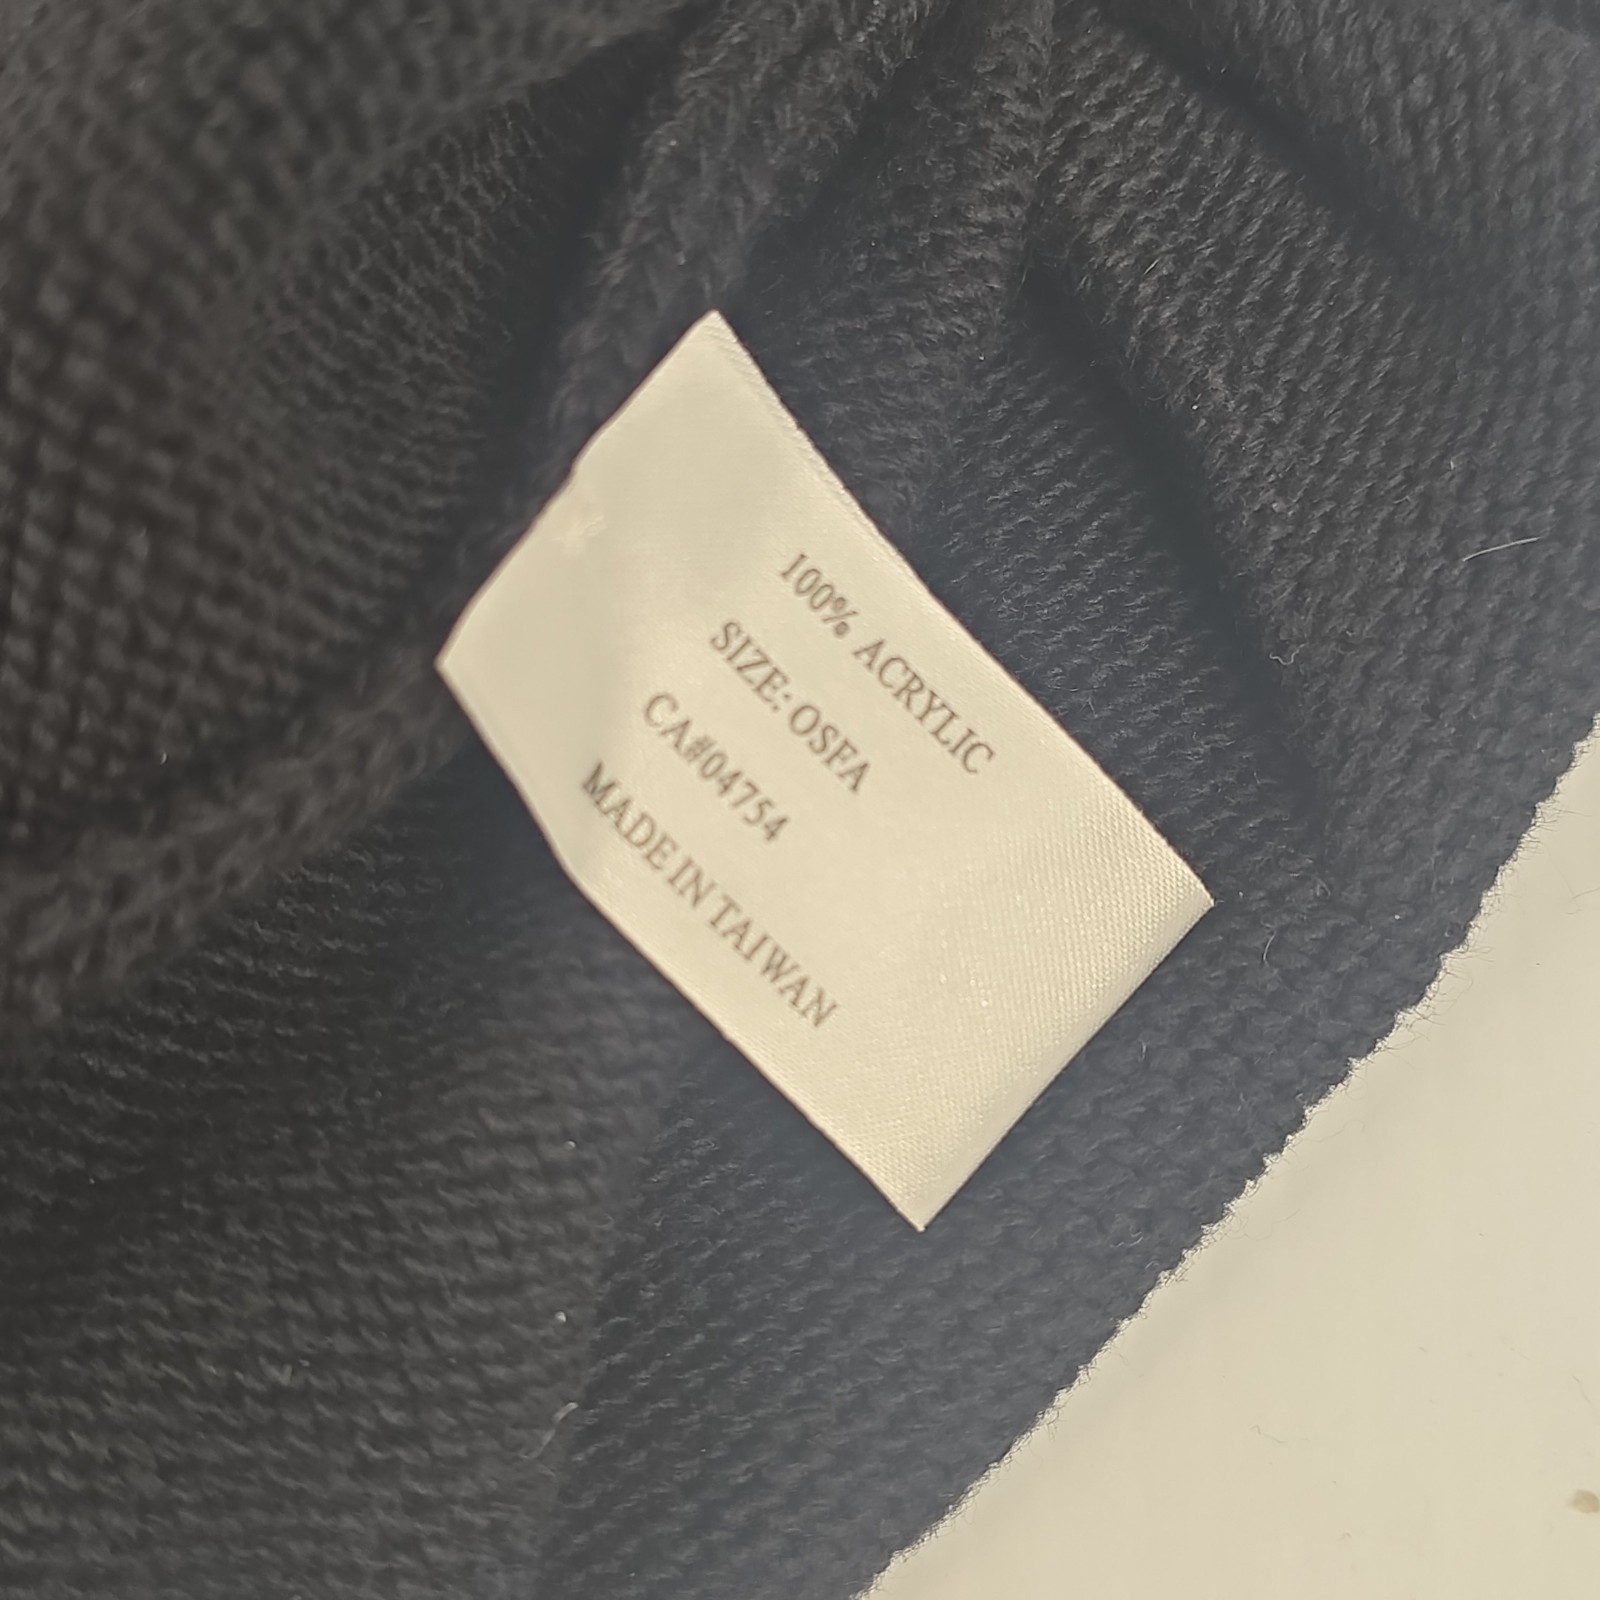 100% ACRYLIC
SIZE: OSFA
CA#04754
MADE IN TAIWAN